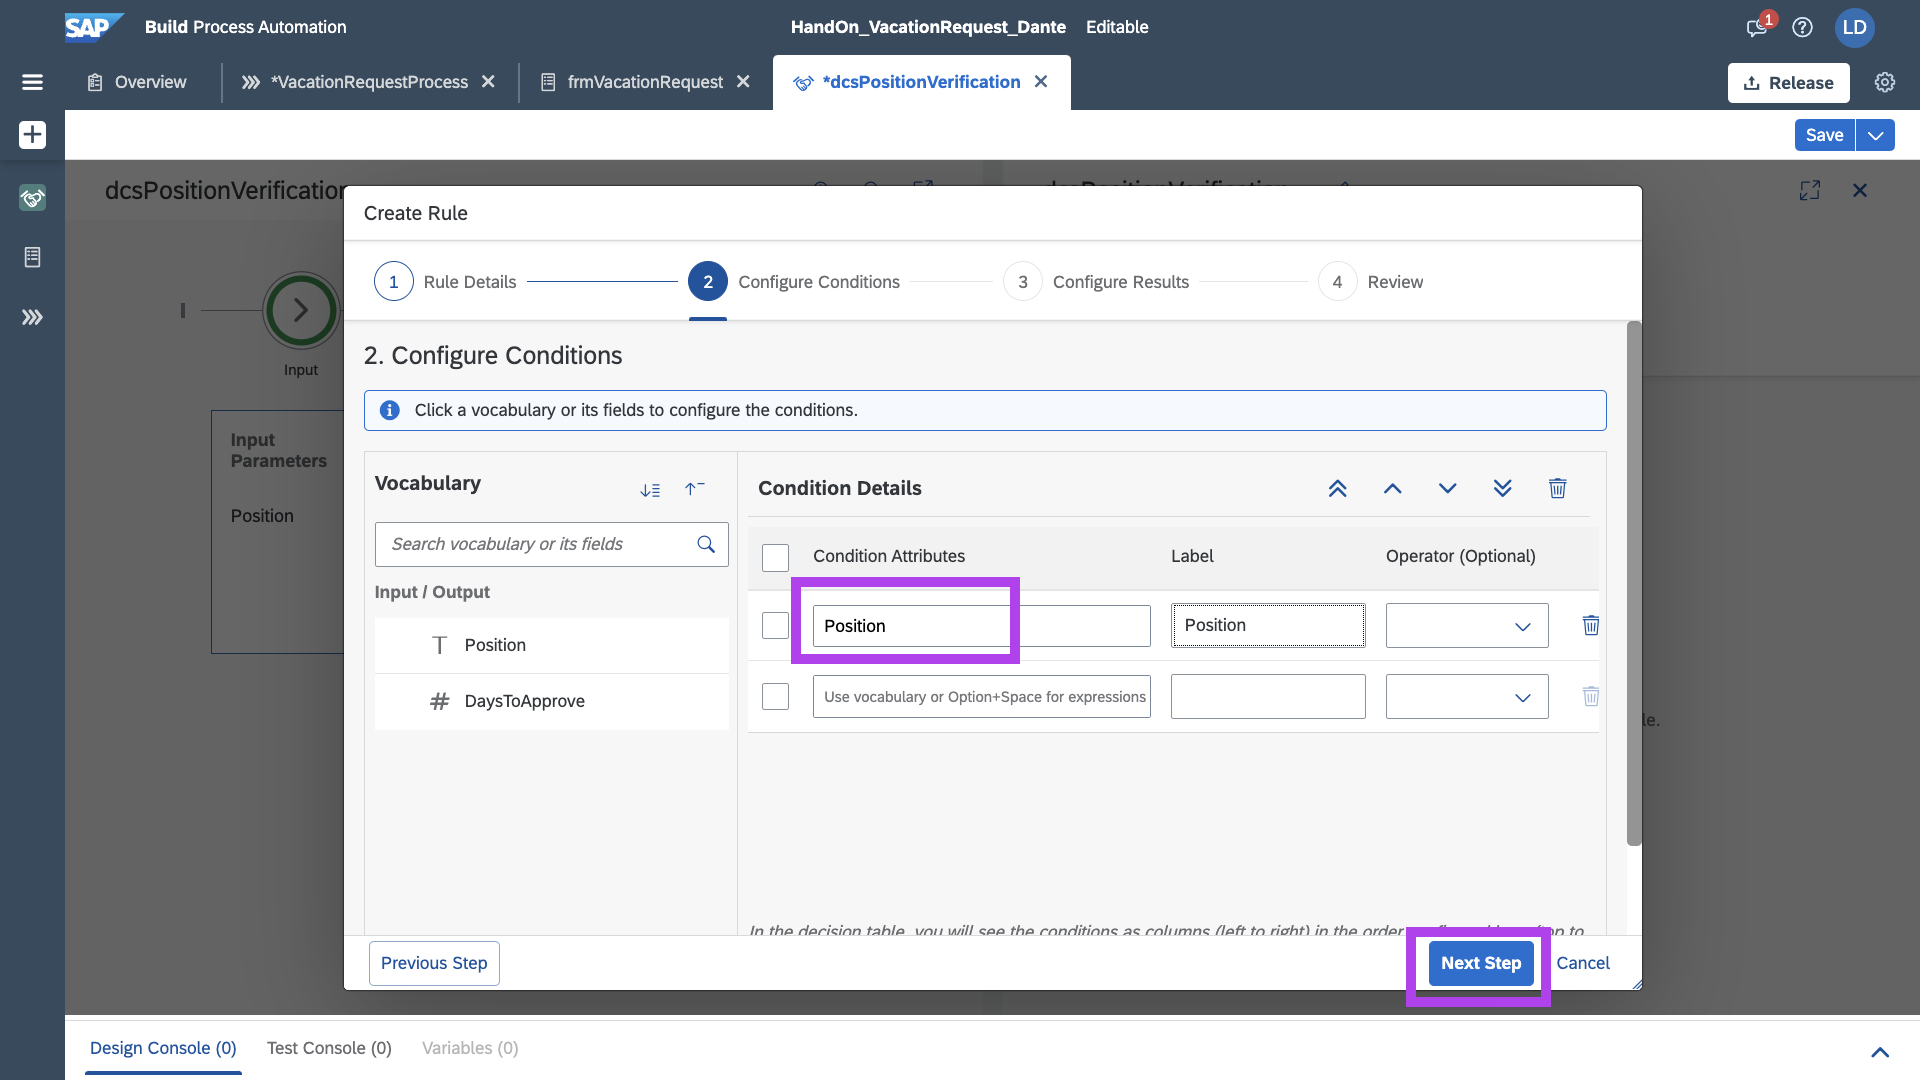 SAP
Build Process Automation
HandOn_VacationRequest_Dante Editable
1
LD
Overview
*VacationRequestProcess
frmVacationRequest
*dcsPositionVerification
Release
Save
dcsPositionVerification
dcsPositionVerification
Create Rule
1 Rule Details
2 Configure Conditions
3 Configure Results
4 Review
Input
2. Configure Conditions
Click a vocabulary or its fields to configure the conditions.
Input
Parameters
Position
Vocabulary
Search vocabulary or its fields
Input / Output
Position
DaysToApprove
Condition Details
Condition Attributes Label Operator (Optional)
Position Position
Use vocabulary or Option+Space for expressions
le.
In the decision table, you will see the conditions as columns (left to right) in the order
to
Previous Step
Next Step
Cancel
Design Console (0) Test Console (0) Variables (0)